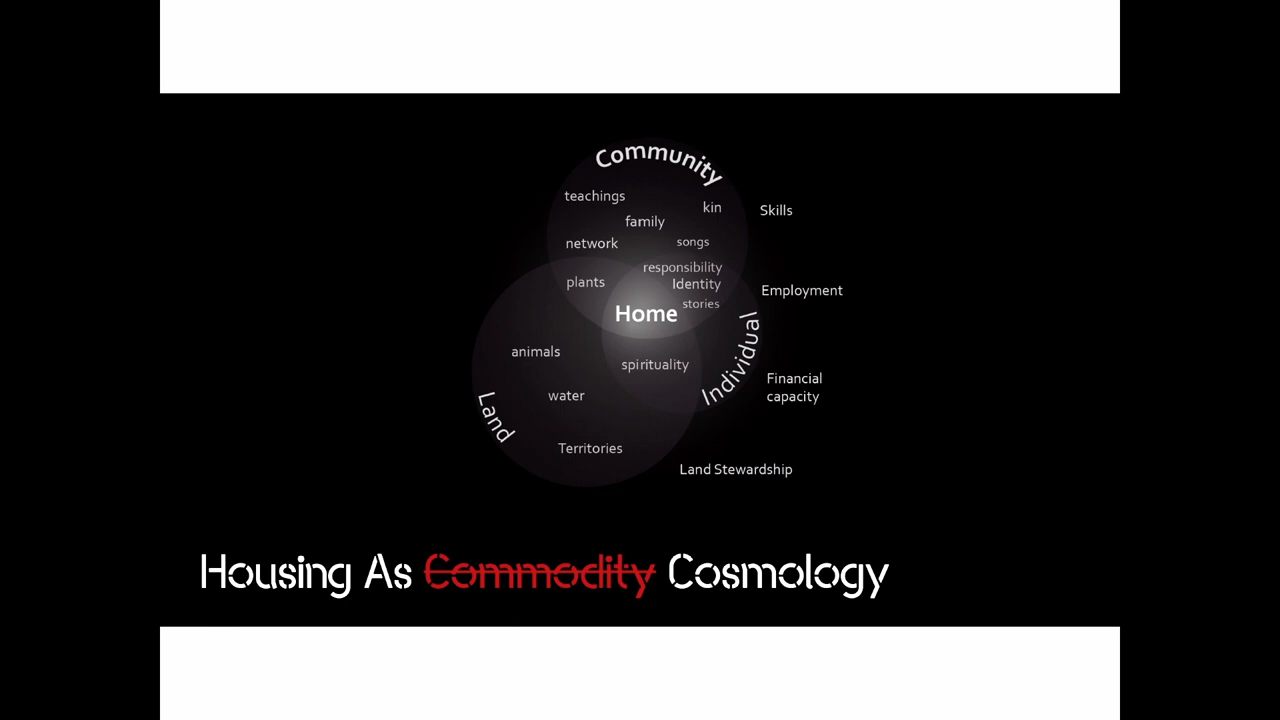 Community
teachings
kin
Skills
family
network
songs
responsibility
plants
Identity
Employment
stories
Home
Individual
animals
spirituality
Financial
capacity
water
Land
Territories
Land Stewardship
Housing As Commodity Cosmology